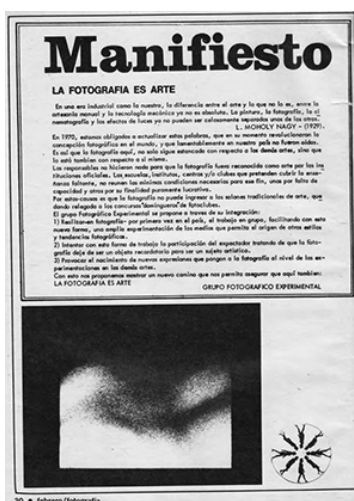 Manifiesto
LA FOTOGRAFIA ES ARTE
En una era industrial como la nuestra, la diferencia entre el arte y lo que no lo es, entre la
artesanía manual y la tecnología mecánica ya no es absoluta. La pintura, la fotografía, la ci
nematografía y los efectos de luces ya no pueden ser celosamente separados unos de los otros.
L. MOHOLY NAGY - (1929).
En 1970, estamos obligados a actualizar estas palabras, que en su momento revolucionaron la
concepción fotográfica en el mundo, y que lamentablemente en nuestro país no fueron oídas.
Es así que la fotografía aquí, no solo sigue estancada con respecto a las demás artes, sino que
lo está también con respecto a sí misma.
Los responsables no hicieron nada para que la fotografía fuera reconocida como arte por las ins
tituciones oficiales. Las escuelas, institutos, centros y/o clubes que pretenden cubrir la ense-
ñanza faltante, no reunen las mínimas condiciones necesarias para ese fin, unos por falta de
capacidad y otros por su finalidad puramente lucrativa.
Por estas causas es que la fotografía no puede ingresar a los salones tradicionales de arte, que
dando relegada a los concursos "domingueros" de fotoclubes.
El grupo Fotográfico Experimental se propone a través de su integración:
1) Realizar en fotografía por primera vez en el país, el trabajo en grupo, facilitando con esta
nueva forma, una amplia experimentación de los medios que permita el origen de otros estilos
y tendencias fotográficas.
2) Intentar con esta forma de trabajo la participación del espectador tratando de que la foto-
grafía deje de ser un objeto recordatorio para ser un sujeto artístico.
3) Provocar el nacimiento de nuevas expresiones que pongan a la fotografía al nivel de las ex-
perimentaciones en las demás artes.
Con esto nos proponemos mostrar un nuevo camino que nos permita asegurar que aquí también:
LA FOTOGRAFIA ES ARTE
GRUPO FOTOGRAFICO EXPERIMENTAL
30 • febrero/fotografía